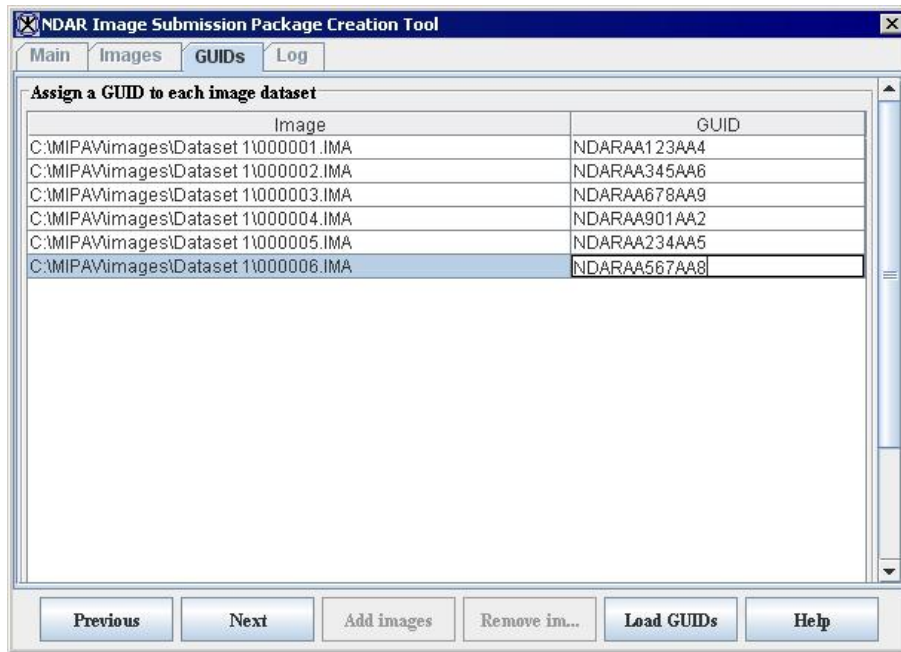 NDAR Image Submission Package Creation Tool
Main Images GUIDs Log
Assign a GUID to each image dataset
Image GUID
C:\MIPAV\images\Dataset 1\000001.IMA NDARAA123AA4
C:\MIPAV\images\Dataset 1\000002.IMA NDARAA345AA6
C:\MIPAV\images\Dataset 1\000003.IMA NDARAA678AA9
C:\MIPAV\images\Dataset 1\000004.IMA NDARAA901AA2
C:\MIPAV\images\Dataset 1\000005.IMA NDARAA234AA5
C:\MIPAV\images\Dataset 1\000006.IMA NDARAA567AA8
Previous Next Add images Remove im... Load GUIDs Help